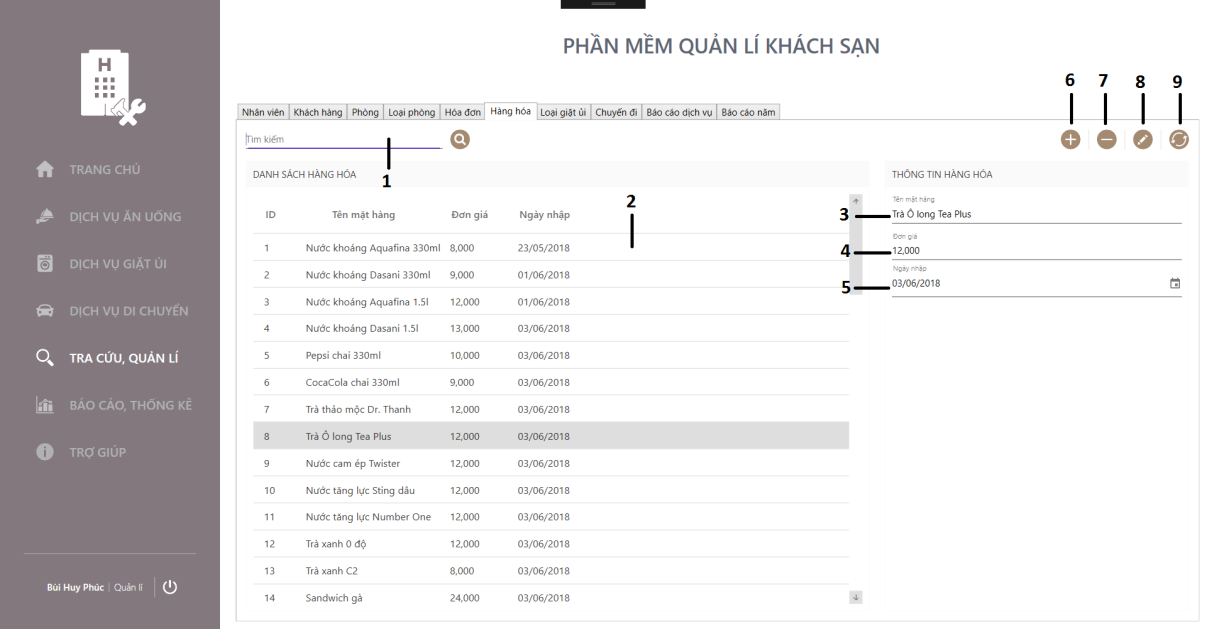 H
PHẦN MỀM QUẢN LÍ KHÁCH SẠN
6 7 8 9
Nhân viên Khách hàng Phòng Loại phòng Hóa đơn Hàng hóa Loại giặt ủi Chuyến đi Báo cáo dịch vụ Báo cáo năm
Tìm kiếm
1
TRANG CHỦ
DỊCH VỤ ĂN UỐNG
DỊCH VỤ GIẶT ỦI
DỊCH VỤ DI CHUYỂN
TRA CỨU, QUẢN LÍ
BÁO CÁO, THỐNG KÊ
TRỢ GIÚP
Bùi Huy Phúc | Quản lí
DANH SÁCH HÀNG HÓA
2
ID Tên mặt hàng Đơn giá Ngày nhập
1 Nước khoáng Aquafina 330ml 8,000 23/05/2018
2 Nước khoáng Dasani 330ml 9,000 01/06/2018
3 Nước khoáng Aquafina 1.5l 12,000 01/06/2018
4 Nước khoáng Dasani 1.5l 13,000 03/06/2018
5 Pepsi chai 330ml 10,000 03/06/2018
6 CocaCola chai 330ml 9,000 03/06/2018
7 Trà thảo mộc Dr. Thanh 12,000 03/06/2018
8 Trà Ô long Tea Plus 12,000 03/06/2018
9 Nước cam ép Twister 12,000 03/06/2018
10 Nước tăng lực Sting dâu 12,000 03/06/2018
11 Nước tăng lực Number One 12,000 03/06/2018
12 Trà xanh 0 độ 12,000 03/06/2018
13 Trà xanh C2 8,000 03/06/2018
14 Sandwich gà 24,000 03/06/2018
THÔNG TIN HÀNG HÓA
Tên mặt hàng
3 Trà Ô long Tea Plus
Đơn giá
4 12,000
Ngày nhập
5 03/06/2018